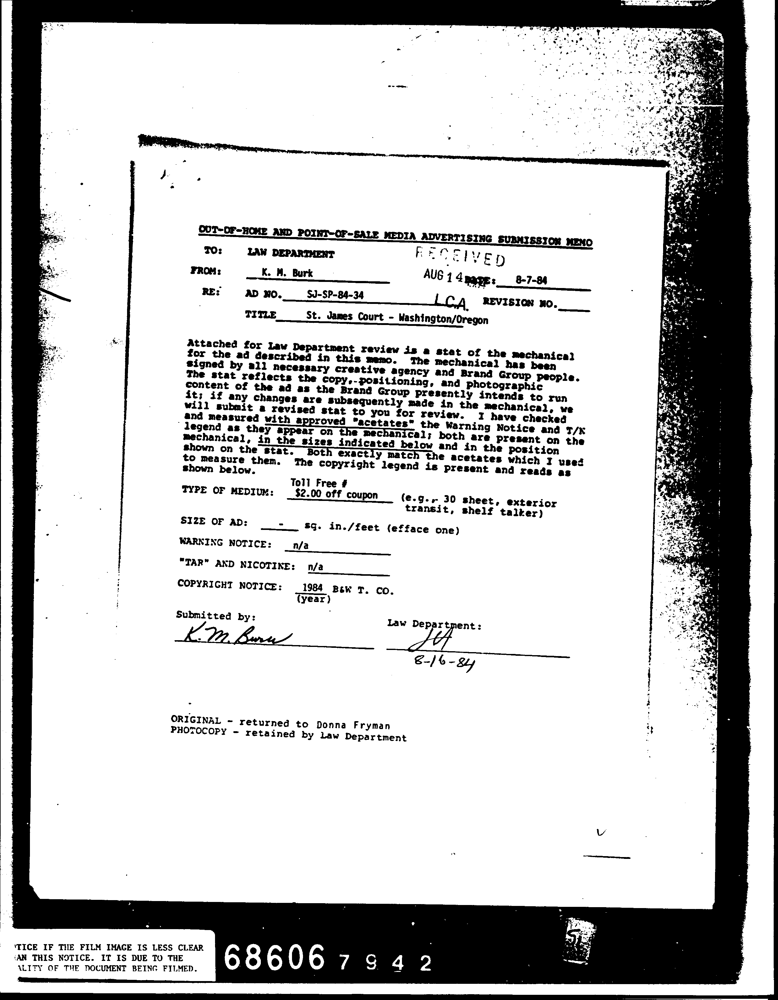 OUT-OF-HOME AND POINT-OF-SALE MEDIA ADVERTISING SUBMISSION MEMO
TO: LAW DEPARTMENT RECEIVED
FROM: K. M. Burk AUG 14 DATE: 8-7-84
RE: AD NO. SJ-SP-84-34 LCA REVISION NO.
TITLE St. James Court - Washington/Oregon
Attached for Law Department review is a stat of the mechanical
for the ad described in this memo. The mechanical has been
signed by all necessary creative agency and Brand Group people.
The stat reflects the copy, positioning, and photographic
content of the ad as the Brand Group presently intends to run
it; if any changes are subsequently made in the mechanical, we
will submit a revised stat to you for review. I have checked
and measured with approved "acetates" the Warning Notice and T/N
legend as they appear on the mechanical; both are present on the
mechanical, in the sizes indicated below and in the position
shown on the stat. Both exactly match the acetates which I used
to measure them. The copyright legend is present and reads as
shown below.
Toll Free #
TYPE OF MEDIUM: $2.00 off coupon (e.g., 30 sheet, exterior
transit, shelf talker)
SIZE OF AD: - sq. in./feet (efface one)
WARNING NOTICE: n/a
"TAR" AND NICOTINE: n/a
COPYRIGHT NOTICE: 1984 B&W T. CO.
(year)
Submitted by: Law Department:
K. M. Burk
8-16-84
ORIGINAL - returned to Donna Fryman
PHOTOCOPY - retained by Law Department
TICE IF THE FILM IMAGE IS LESS CLEAR
AN THIS NOTICE. IT IS DUE TO THE
ALITY OF THE DOCUMENT BEING FILMED.
68606 7942